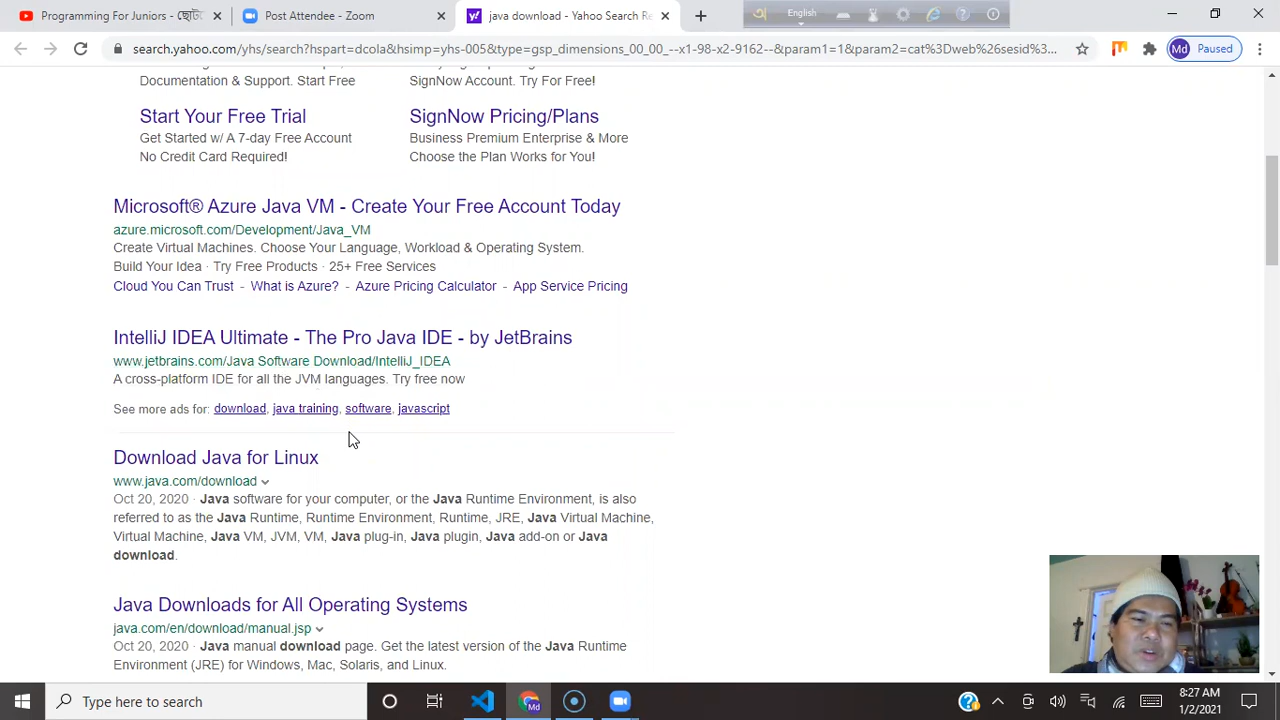 Programming For Juniors - C
Post Attendee - Zoom
java download - Yahoo Search Re
English
search.yahoo.com/yhs/search?hspart=dcola&hsimp=yhs-005&type=gsp_dimensions_00_00_--x1-98-x2-9162--&param1=1&param2=cat%3Dweb%26sesid%3...
Md Paused
Documentation & Support. Start Free
SignNow Account. Try For Free!
Start Your Free Trial
SignNow Pricing/Plans
Get Started w/ A 7-day Free Account
Business Premium Enterprise & More
No Credit Card Required!
Choose the Plan Works for You!
Microsoft® Azure Java VM - Create Your Free Account Today
azure.microsoft.com/Development/Java_VM
Create Virtual Machines. Choose Your Language, Workload & Operating System.
Build Your Idea · Try Free Products · 25+ Free Services
Cloud You Can Trust - What is Azure? - Azure Pricing Calculator - App Service Pricing
IntelliJ IDEA Ultimate - The Pro Java IDE - by JetBrains
www.jetbrains.com/Java Software Download/IntelliJ_IDEA
A cross-platform IDE for all the JVM languages. Try free now
See more ads for: download, java training, software, javascript
Download Java for Linux
www.java.com/download
Oct 20, 2020 · Java software for your computer, or the Java Runtime Environment, is also
referred to as the Java Runtime, Runtime Environment, Runtime, JRE, Java Virtual Machine,
Virtual Machine, Java VM, JVM, VM, Java plug-in, Java plugin, Java add-on or Java
download.
Java Downloads for All Operating Systems
java.com/en/download/manual.jsp
Oct 20, 2020 · Java manual download page. Get the latest version of the Java Runtime
Environment (JRE) for Windows, Mac, Solaris, and Linux.
Type here to search
Md
8:27 AM
1/2/2021